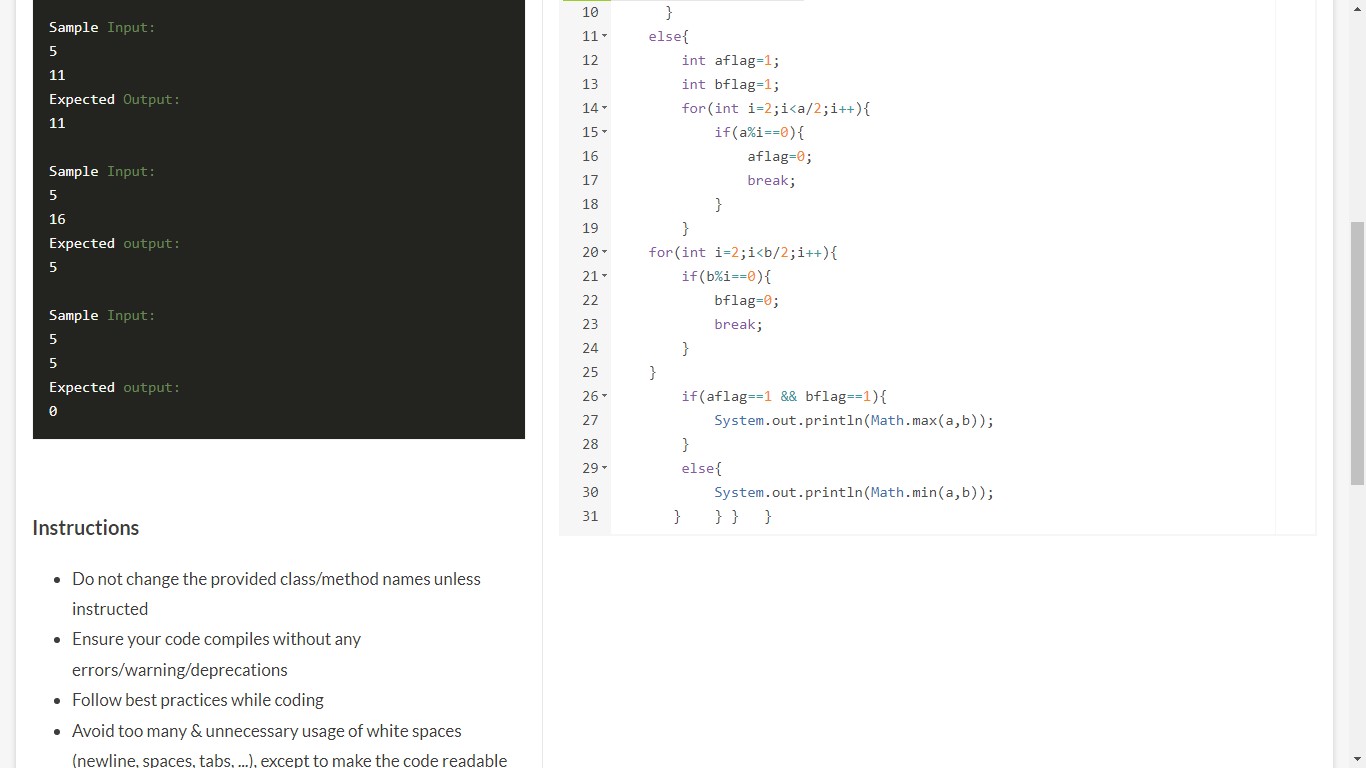 Sample Input:
5
11
Expected Output:
11
Sample Input:
5
16
Expected output:
5
Sample Input:
5
5
Expected output:
0
Instructions
Do not change the provided class/method names unless
instructed
Ensure your code compiles without any
errors/warning/deprecations
Follow best practices while coding
Avoid too many & unnecessary usage of white spaces
(newline, spaces, tabs, ...), except to make the code readable
10 }
11 else{
12 int aflag=1;
13 int bflag=1;
14 for(int i=2;i<a/2;i++){
15 if(a%i==0){
16 aflag=0;
17 break;
18 }
19 }
20 for(int i=2;i<b/2;i++){
21 if(b%i==0){
22 bflag=0;
23 break;
24 }
25 }
26 if(aflag==1 && bflag==1){
27 System.out.println(Math.max(a,b));
28 }
29 else{
30 System.out.println(Math.min(a,b));
31 } } } }